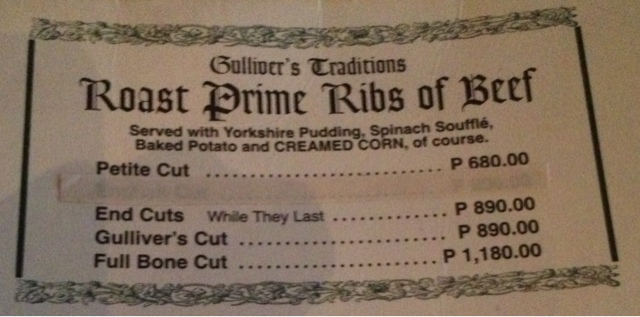 Gulliver's Traditions
Roast Prime Ribs of Beef
Served with Yorkshire Pudding, Spinach Soufflé,
Baked Potato and CREAMED CORN, of course.
Petite Cut .............................. P 680.00
End Cuts While They Last .............. P 890.00
Gulliver's Cut .......................... P 890.00
Full Bone Cut .......................... P 1,180.00